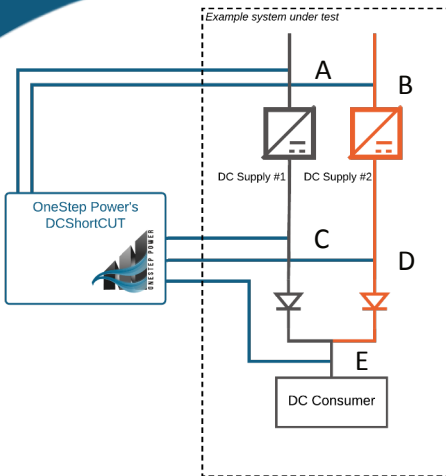 Example system under test
A
B
DC Supply #1
DC Supply #2
OneStep Power's
DCShortCUT
ONESTEP POWER
C
D
E
DC Consumer